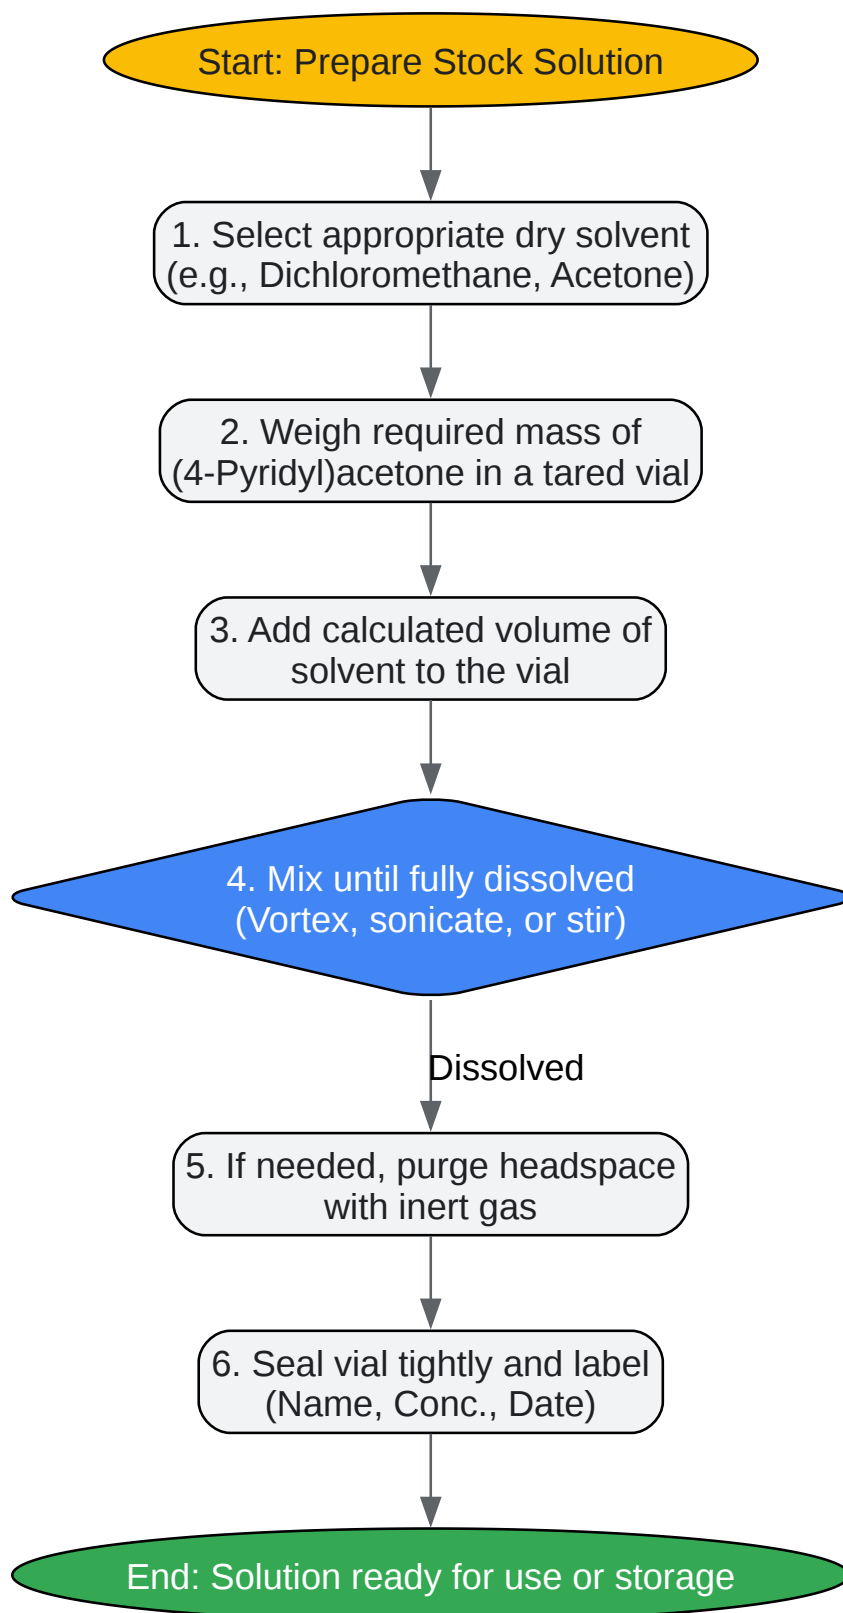 Start: Prepare Stock Solution
1. Select appropriate dry solvent
(e.g., Dichloromethane, Acetone)
2. Weigh required mass of
(4-Pyridyl)acetone in a tared vial
3. Add calculated volume of
solvent to the vial
4. Mix until fully dissolved
(Vortex, sonicate, or stir)
Dissolved
5. If needed, purge headspace
with inert gas
6. Seal vial tightly and label
(Name, Conc., Date)
End: Solution ready for use or storage